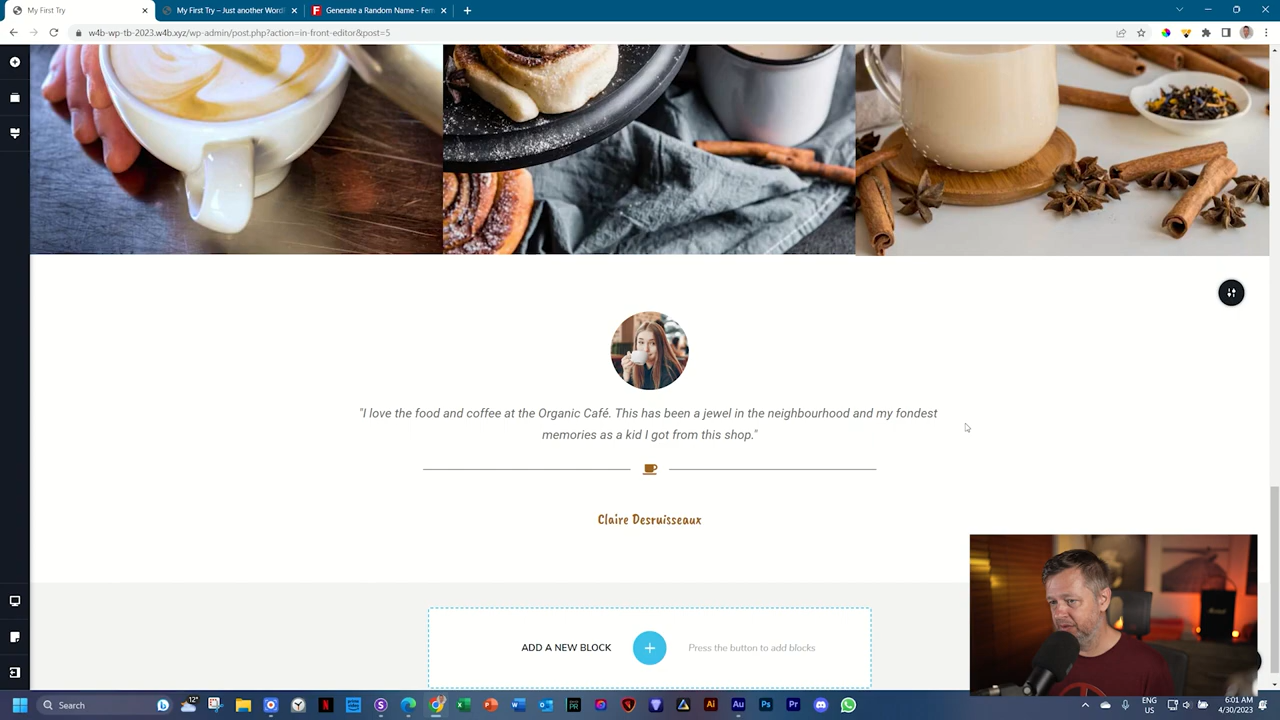 My First Try
My First Try – Just another Word
Generate a Random Name - Fem
w4b-wp-tb-2023.w4b.xyz/wp-admin/post.php?action=in-front-editor&post=5
"I love the food and coffee at the Organic Café. This has been a jewel in the neighbourhood and my fondest
memories as a kid I got from this shop."
Claire Desruisseaux
ADD A NEW BLOCK
Press the button to add blocks
Search
12°
ENG
US
6:01 AM
4/30/2023